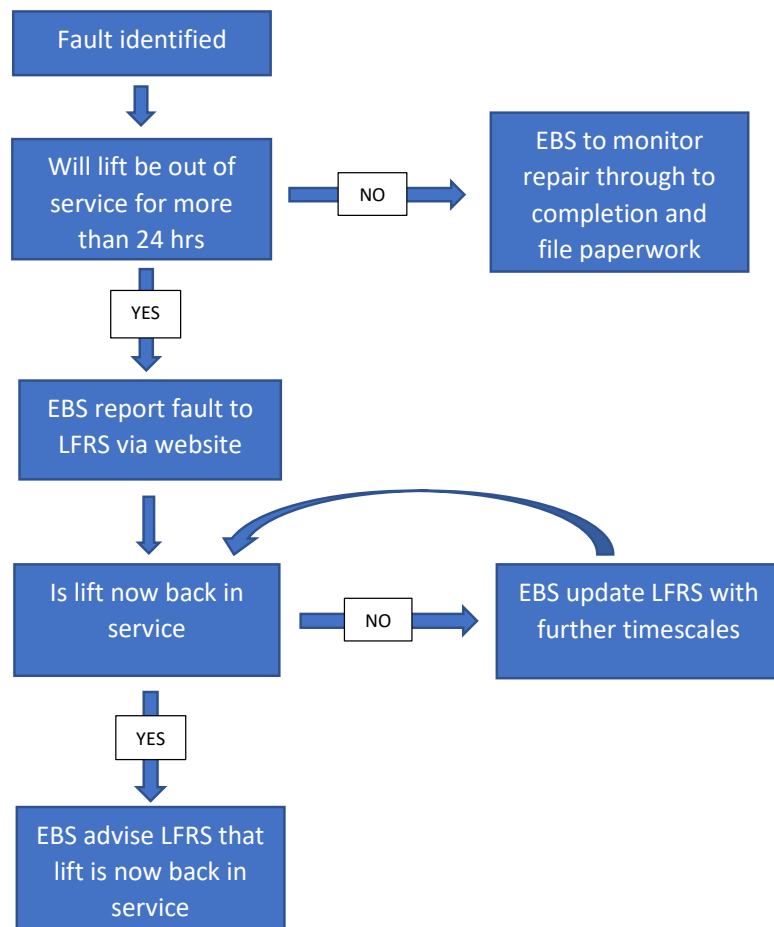 Fault identified
Will lift be out of
service for more
than 24 hrs
NO
EBS to monitor
repair through to
completion and
file paperwork
YES
EBS report fault to
LFRS via website
Is lift now back in
service
NO
EBS update LFRS with
further timescales
YES
EBS advise LFRS that
lift is now back in
service